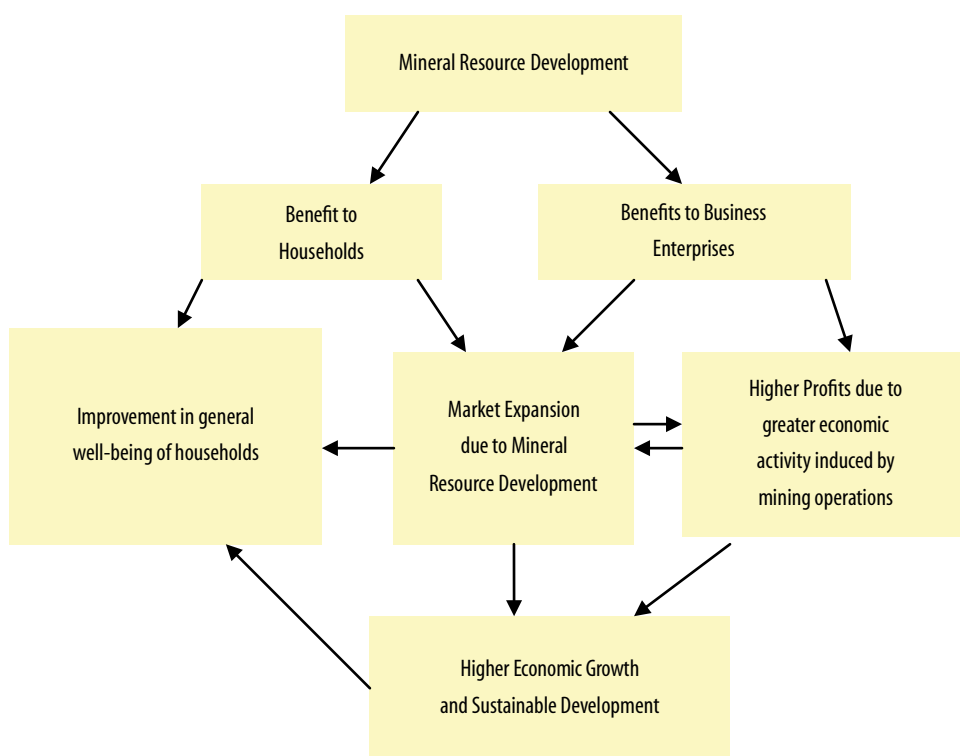 Mineral Resource Development
Benefit to
Households
Benefits to Business
Enterprises
Improvement in general
well-being of households
Market Expansion
due to Mineral
Resource Development
Higher Profits due to
greater economic
activity induced by
mining operations
Higher Economic Growth
and Sustainable Development